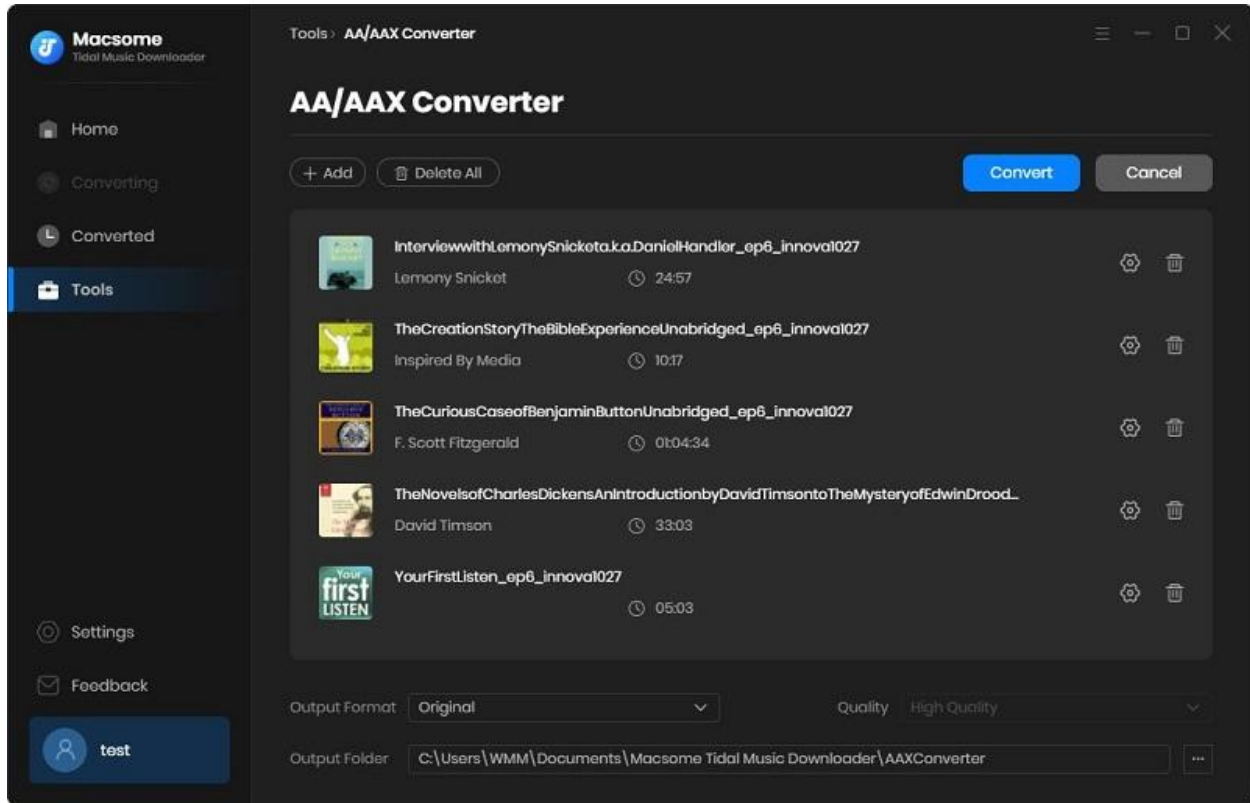 Macsome
Tidal Music Downloader
Tools › AA/AAX Converter
AA/AAX Converter
Home
Converting
Converted
Tools
+ Add
Delete All
Convert
Cancel
InterviewwithLemonySnicketa.k.a.DanielHandler_ep6_innova1027
Lemony Snicket 24:57
TheCreationStoryTheBibleExperienceUnabridged_ep6_innova1027
Inspired By Media 10:17
TheCuriousCaseofBenjaminButtonUnabridged_ep6_innova1027
F. Scott Fitzgerald 01:04:34
TheNovelsofCharlesDickensAnIntroductionbyDavidTimsontoTheMysteryofEdwinDrood...
David Timson 33:03
Your
first
LISTEN
YourFirstListen_ep6_innova1027
05:03
Settings
Feedback
test
Output Format Original
Quality High Quality
Output Folder C:\Users\WMM\Documents\Macsome Tidal Music Downloader\AAXConverter ...